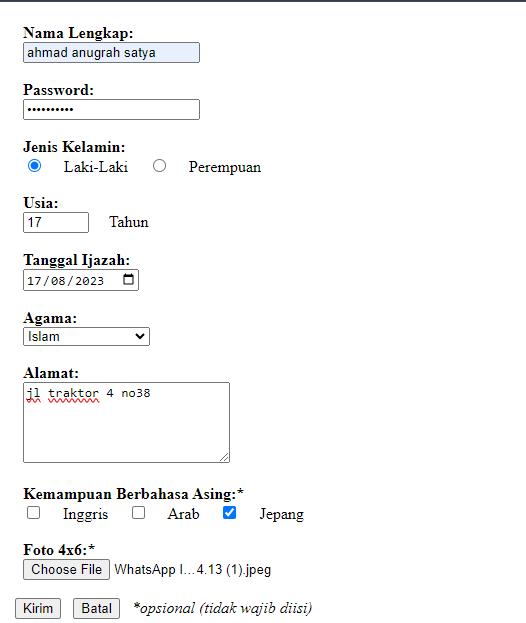 Nama Lengkap:
ahmad anugrah satya
Password:
••••••••••
Jenis Kelamin:
Laki-Laki Perempuan
Usia:
17 Tahun
Tanggal Ijazah:
17/08/2023
Agama:
Islam
Alamat:
jl traktor 4 no38
Kemampuan Berbahasa Asing:*
Inggris Arab Jepang
Foto 4x6:*
Choose File WhatsApp I...4.13 (1).jpeg
Kirim Batal *opsional (tidak wajib diisi)